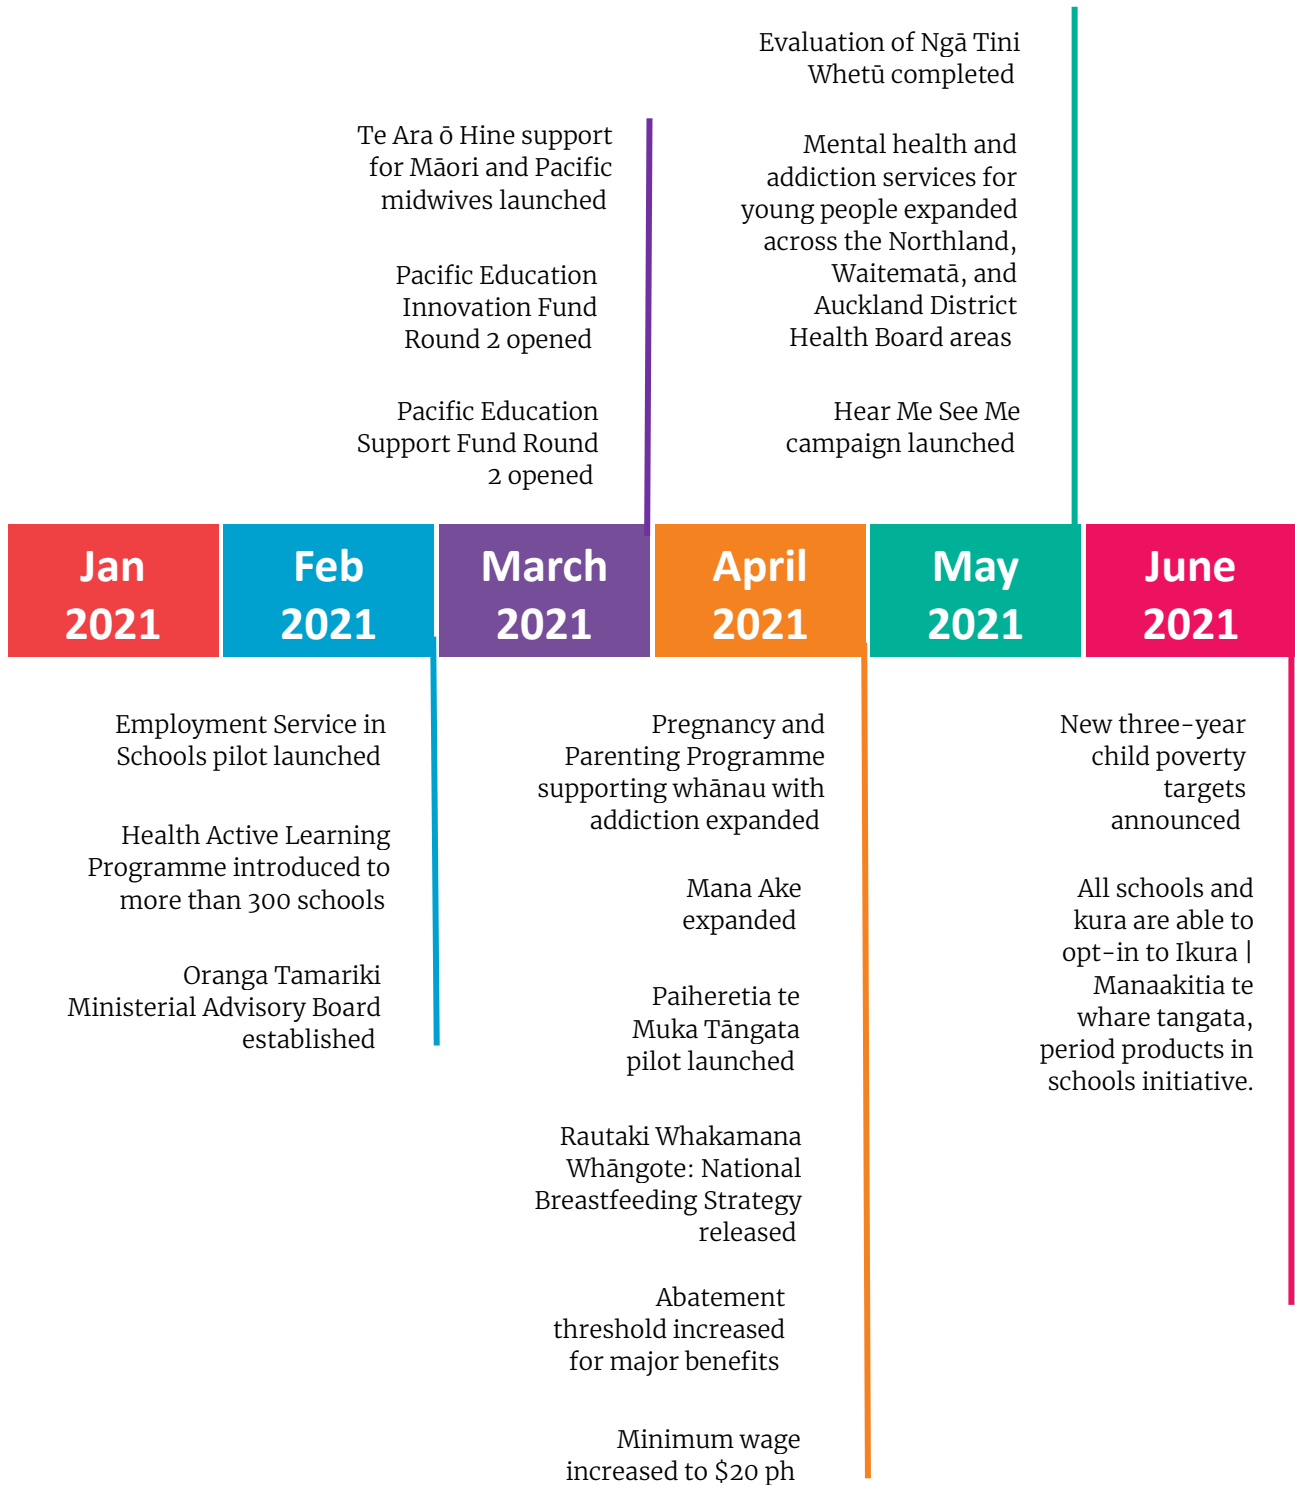 Te Ara ō Hine support
for Māori and Pacific
midwives launched
Pacific Education
Innovation Fund
Round 2 opened
Pacific Education
Support Fund Round
2 opened
Evaluation of Ngā Tini
Whetū completed
Mental health and
addiction services for
young people expanded
across the Northland,
Waitematā, and
Auckland District
Health Board areas
Hear Me See Me
campaign launched
Jan
2021
Feb
2021
March
2021
April
2021
May
2021
June
2021
Employment Service in
Schools pilot launched
Health Active Learning
Programme introduced to
more than 300 schools
Oranga Tamariki
Ministerial Advisory Board
established
Pregnancy and
Parenting Programme
supporting whānau with
addiction expanded
Mana Ake
expanded
Paiheretia te
Muka Tāngata
pilot launched
Rautaki Whakamana
Whāngote: National
Breastfeeding Strategy
released
Abatement
threshold increased
for major benefits
Minimum wage
increased to $20 ph
New three-year
child poverty
targets
announced
All schools and
kura are able to
opt-in to Ikura |
Manaakitia te
whare tangata,
period products in
schools initiative.